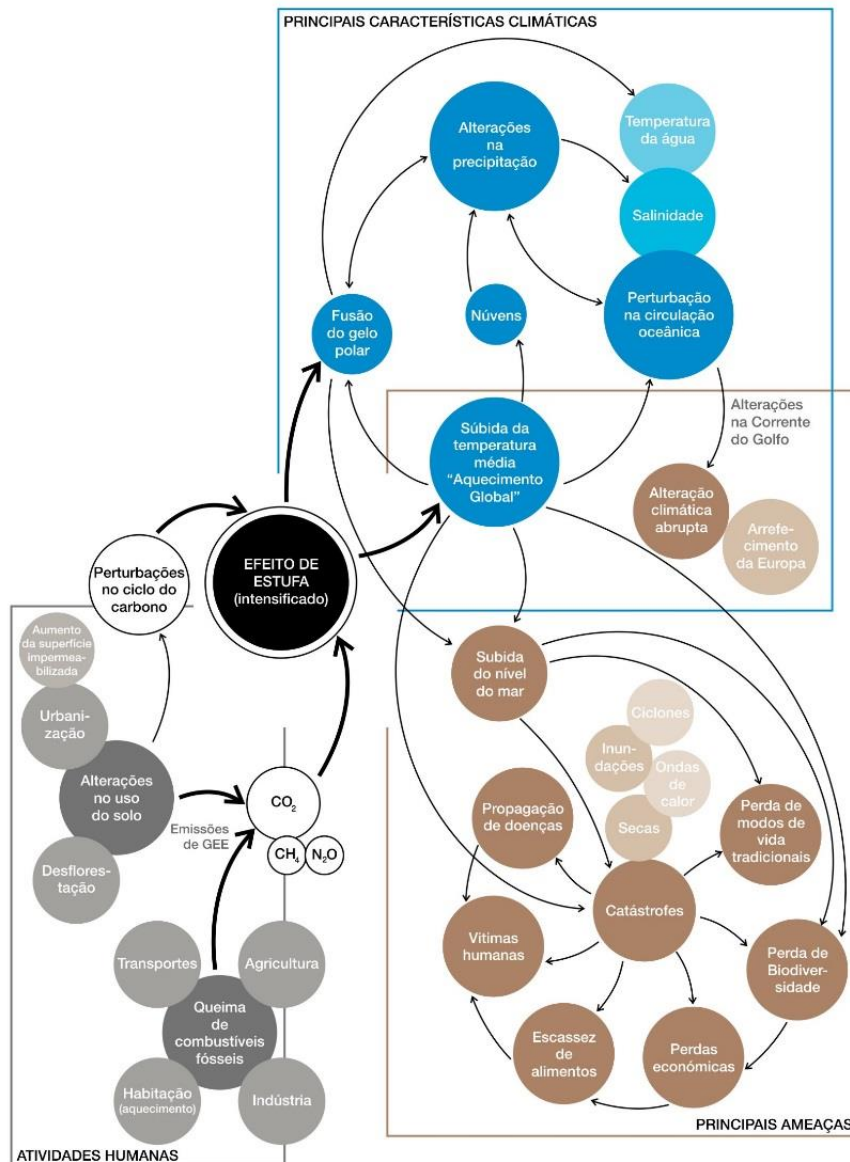 PRINCIPAIS CARACTERÍSTICAS CLIMÁTICAS
Temperatura
da água
Alterações
na
precipitação
Salinidade
Fusão
do gelo
polar
Núvens
Perturbação
na circulação
oceânica
Súbida da
temperatura
média
“Aquecimento
Global”
Alterações
na Corrente
do Golfo
Alteração
climática
abrupta
Arrefe-
cimento
da Europa
Perturbações
no ciclo do
carbono
EFEITO DE
ESTUFA
(intensificado)
Aumento
da superfície
impermea-
bilizada
Urbani-
zação
Alterações
no uso
do solo
Desflores-
tação
Emissões
de GEE
CO₂
CH₄
N₂O
Transportes
Agricultura
Queima
de
combustíveis
fósseis
Habitação
(aquecimento)
Indústria
ATIVIDADES HUMANAS
Subida
do nível
do mar
Ciclones
Inun-
dações
Ondas
de
calor
Secas
Propagação
de doenças
Perda de
modos de
vida
tradicionais
Catástrofes
Vitimas
humanas
Perda de
Biodiver-
sidade
Escassez
de
alimentos
Perdas
económicas
PRINCIPAIS AMEAÇAS